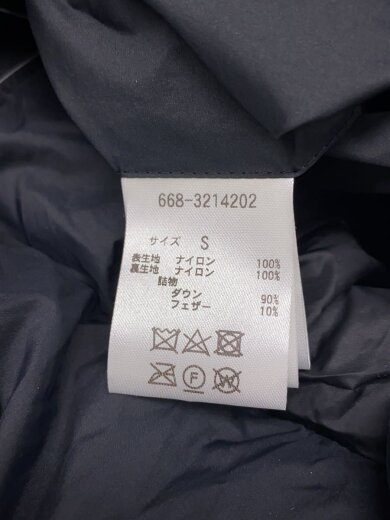 668-3214202
サイズ S
表生地 ナイロン 100%
裏生地 ナイロン 100%
詰物
ダウン 90%
フェザー 10%
F W